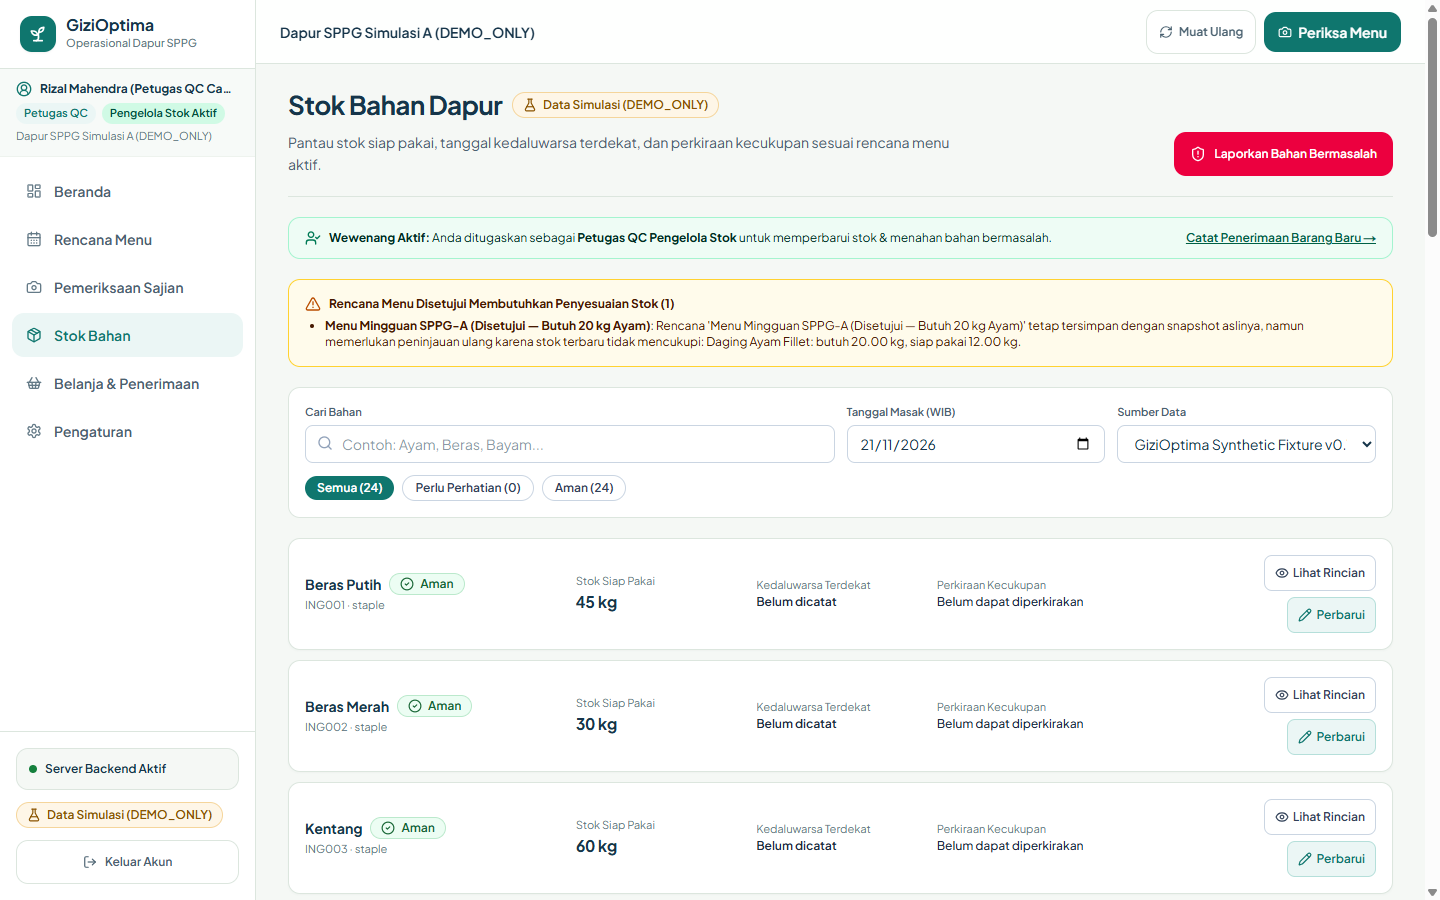 GiziOptima
Operasional Dapur SPPG
Rizal Mahendra (Petugas QC Ca...
Petugas QC
Pengelola Stok Aktif
Dapur SPPG Simulasi A (DEMO_ONLY)
Beranda
Rencana Menu
Pemeriksaan Sajian
Stok Bahan
Belanja & Penerimaan
Pengaturan
Server Backend Aktif
Data Simulasi (DEMO_ONLY)
Keluar Akun
Dapur SPPG Simulasi A (DEMO_ONLY)
Muat Ulang
Periksa Menu
Stok Bahan Dapur
Data Simulasi (DEMO_ONLY)
Pantau stok siap pakai, tanggal kedaluwarsa terdekat, dan perkiraan kecukupan sesuai rencana menu
aktif.
Laporkan Bahan Bermasalah
Wewenang Aktif: Anda ditugaskan sebagai Petugas QC Pengelola Stok untuk memperbarui stok & menahan bahan bermasalah.
Catat Penerimaan Barang Baru →
Rencana Menu Disetujui Membutuhkan Penyesuaian Stok (1)
• Menu Mingguan SPPG-A (Disetujui — Butuh 20 kg Ayam): Rencana 'Menu Mingguan SPPG-A (Disetujui — Butuh 20 kg Ayam)' tetap tersimpan dengan snapshot aslinya, namun
memerlukan peninjauan ulang karena stok terbaru tidak mencukupi: Daging Ayam Fillet: butuh 20.00 kg, siap pakai 12.00 kg.
Cari Bahan
Contoh: Ayam, Beras, Bayam...
Tanggal Masak (WIB)
21/11/2026
Sumber Data
GiziOptima Synthetic Fixture v0.
Semua (24)
Perlu Perhatian (0)
Aman (24)
Beras Putih
Aman
ING001 · staple
Stok Siap Pakai
45 kg
Kedaluwarsa Terdekat
Belum dicatat
Perkiraan Kecukupan
Belum dapat diperkirakan
Lihat Rincian
Perbarui
Beras Merah
Aman
ING002 · staple
Stok Siap Pakai
30 kg
Kedaluwarsa Terdekat
Belum dicatat
Perkiraan Kecukupan
Belum dapat diperkirakan
Lihat Rincian
Perbarui
Kentang
Aman
ING003 · staple
Stok Siap Pakai
60 kg
Kedaluwarsa Terdekat
Belum dicatat
Perkiraan Kecukupan
Belum dapat diperkirakan
Lihat Rincian
Perbarui